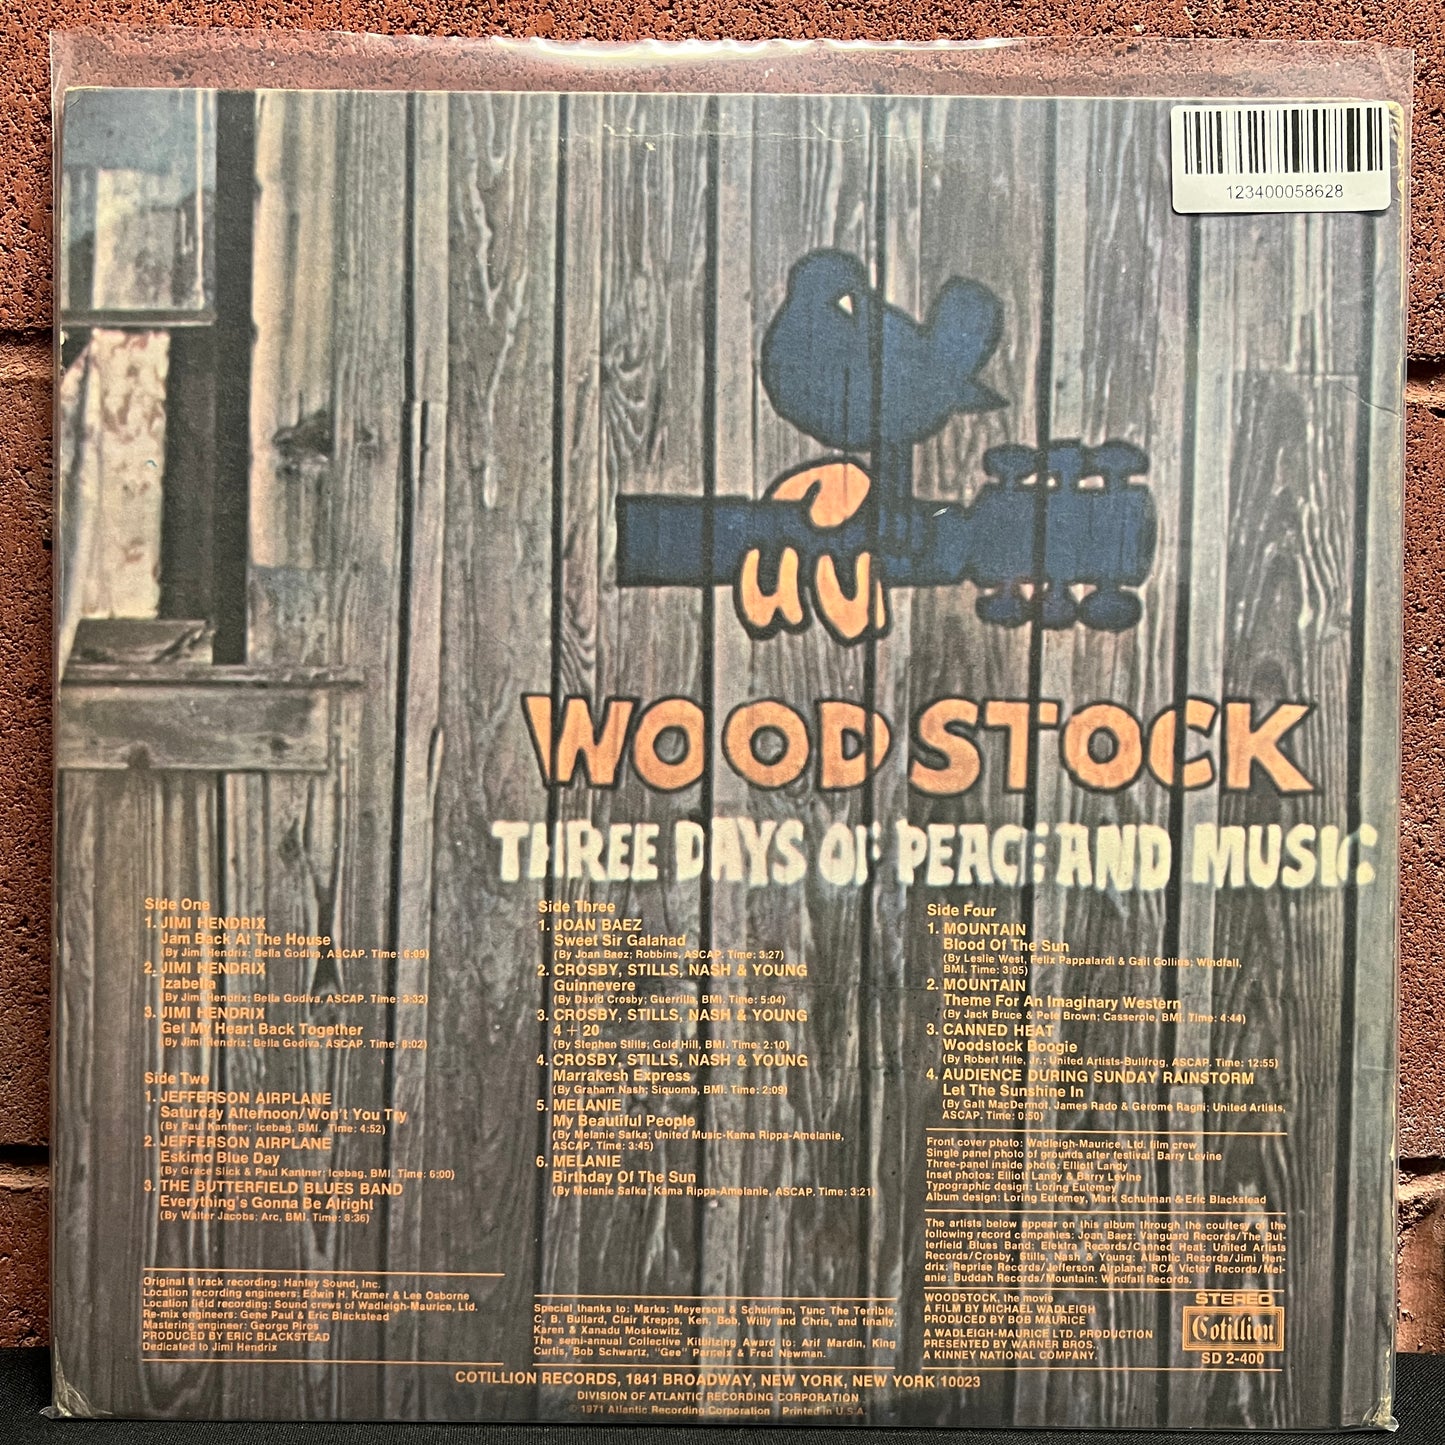 123400058628
WOODSTOCK
THREE DAYS OF PEACE AND MUSIC
Side One
1. JIMI HENDRIX
Jam Back At The House
(By Jimi Hendrix; Bella Godiva, ASCAP. Time: 6:09)
2. JIMI HENDRIX
Izabella
(By Jimi Hendrix; Bella Godiva, ASCAP. Time: 3:32)
3. JIMI HENDRIX
Get My Heart Back Together
(By Jimi Hendrix; Bella Godiva, ASCAP. Time: 8:02)
Side Two
1. JEFFERSON AIRPLANE
Saturday Afternoon/Won't You Try
(By Paul Kantner; Icebag, BMI. Time: 4:52)
2. JEFFERSON AIRPLANE
Eskimo Blue Day
(By Grace Slick & Paul Kantner; Icebag, BMI. Time: 6:00)
3. THE BUTTERFIELD BLUES BAND
Everything's Gonna Be Alright
(By Walter Jacobs; Arc, BMI. Time: 8:36)
Original 8 track recording: Hanley Sound, Inc.
Location recording engineers: Edwin H. Kramer & Lee Osborne
Location field recording: Sound crews of Wadleigh-Maurice, Ltd.
Re-mix engineers: Gene Paul & Eric Blackstead
Mastering engineer: George Piros
PRODUCED BY ERIC BLACKSTEAD
Dedicated to Jimi Hendrix
Side Three
1. JOAN BAEZ
Sweet Sir Galahad
(By Joan Baez; Robbins, ASCAP. Time: 3:27)
2. CROSBY, STILLS, NASH & YOUNG
Guinnevere
(By David Crosby; Guerrilla, BMI. Time: 5:04)
3. CROSBY, STILLS, NASH & YOUNG
4 + 20
(By Stephen Stills; Gold Hill, BMI. Time: 2:10)
4. CROSBY, STILLS, NASH & YOUNG
Marrakesh Express
(By Graham Nash; Siquomb, BMI. Time: 2:09)
5. MELANIE
My Beautiful People
(By Melanie Safka; United Music-Kama Rippa-Amelanie,
ASCAP. Time: 3:45)
6. MELANIE
Birthday Of The Sun
(By Melanie Safka; Kama Rippa-Amelanie, ASCAP. Time: 3:21)
Special thanks to: Marks: Meyerson & Schulman, Tunc The Terrible,
C. B. Bullard, Clair Krepps, Ken, Bob, Willy and Chris, and finally,
Karen & Xanadu Moskowitz.
The semi-annual Collective Kibitzing Award to: Arif Mardin, King
Curtis, Bob Schwartz, "Gee" Parneix & Fred Newman.
Side Four
1. MOUNTAIN
Blood Of The Sun
(By Leslie West, Felix Pappalardi & Gail Collins; Windfall,
BMI. Time: 3:05)
2. MOUNTAIN
Theme For An Imaginary Western
(By Jack Bruce & Pete Brown; Casserole, BMI. Time: 4:44)
3. CANNED HEAT
Woodstock Boogie
(By Robert Hite, Jr.; United Artists-Bullfrog, ASCAP. Time: 12:55)
4. AUDIENCE DURING SUNDAY RAINSTORM
Let The Sunshine In
(By Galt MacDermot, James Rado & Gerome Ragni; United Artists,
ASCAP. Time: 0:50)
Front cover photo: Wadleigh-Maurice, Ltd. film crew
Single panel photo of grounds after festival: Barry Levine
Three-panel inside photo: Elliott Landy
Inset photos: Elliott Landy & Barry Levine
Typographic design: Loring Eutemey
Album design: Loring Eutemey, Mark Schulman & Eric Blackstead
The artists below appear on this album through the courtesy of the
following record companies: Joan Baez: Vanguard Records/The But-
terfield Blues Band: Elektra Records/Canned Heat: United Artists
Records/Crosby, Stills, Nash & Young: Atlantic Records/Jimi Hen-
drix: Reprise Records/Jefferson Airplane: RCA Victor Records/Mel-
anie: Buddah Records/Mountain: Windfall Records.
WOODSTOCK, the movie
A FILM BY MICHAEL WADLEIGH
PRODUCED BY BOB MAURICE
A WADLEIGH-MAURICE LTD. PRODUCTION
PRESENTED BY WARNER BROS.,
A KINNEY NATIONAL COMPANY.
STEREO
Cotillion
SD 2-400
COTILLION RECORDS, 1841 BROADWAY, NEW YORK, NEW YORK 10023
DIVISION OF ATLANTIC RECORDING CORPORATION
© 1971 Atlantic Recording Corporation Printed in U.S.A.